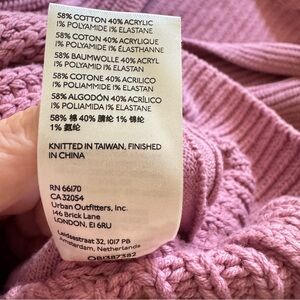 58% COTTON 40% ACRYLIC
1% POLYAMIDE 1% ELASTANE
58% COTON 40% ACRYLIQUE
1% POLYAMIDE 1% ÉLASTHANNE
58% BAUMWOLLE 40% ACRYL
1% POLYAMID 1% ELASTAN
58% COTONE 40% ACRILICO
1% POLIAMMIDE 1% ELASTAN
58% ALGODÓN 40% ACRÍLICO
1% POLIAMIDA 1% ELASTANO
58% 棉 40% 腈纶 1% 锦纶
1% 氨纶
KNITTED IN TAIWAN, FINISHED
IN CHINA
RN 66170
CA 32054
Urban Outfitters, Inc.
146 Brick Lane
LONDON, E1 6RU
Leidsestraat 32, 1017 PB
Amsterdam, Netherlands
OB1387382